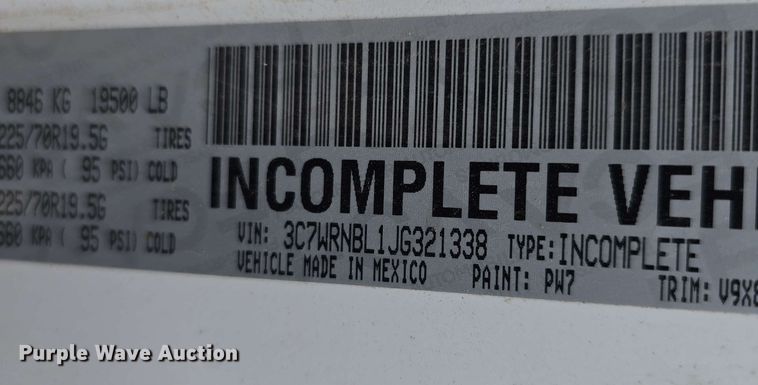 8846 KG 19500 LB
225/70R19.5G TIRES
660 KPA ( 95 PSI) COLD
225/70R19.5G TIRES
660 KPA ( 95 PSI) COLD
INCOMPLETE VEH
VIN: 3C7WRNBL1JG321338 TYPE: INCOMPLETE
VEHICLE MADE IN MEXICO PAINT: PW7 TRIM: V9X8
Purple Wave Auction